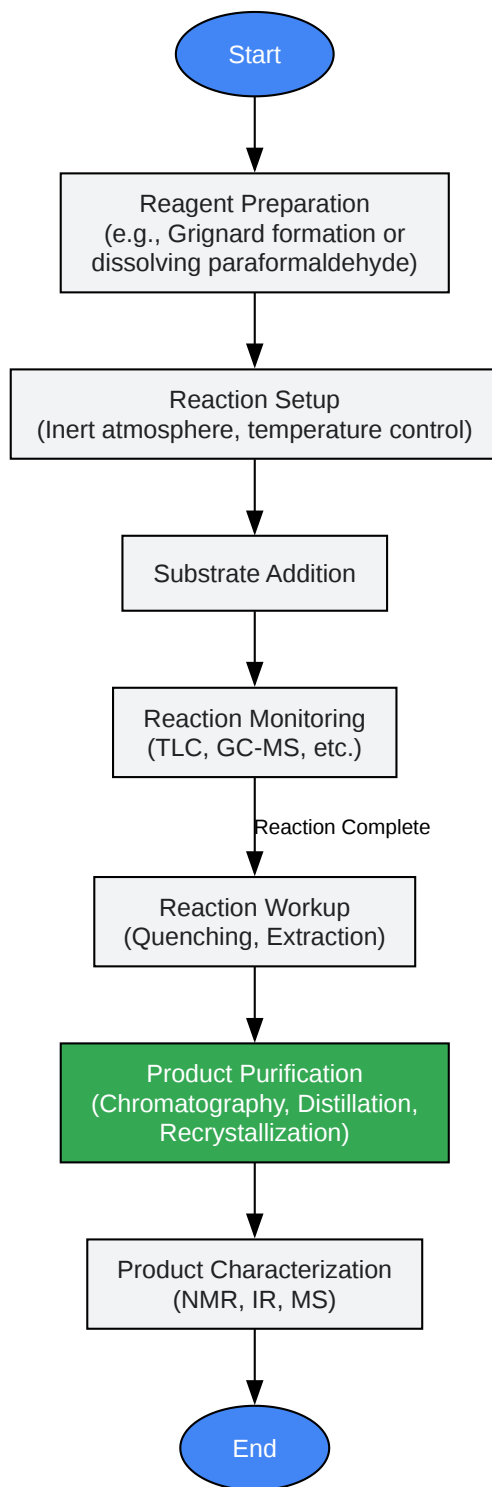 Start
Reagent Preparation
(e.g., Grignard formation or
dissolving paraformaldehyde)
Reaction Setup
(Inert atmosphere, temperature control)
Substrate Addition
Reaction Monitoring
(TLC, GC-MS, etc.)
Reaction Complete
Reaction Workup
(Quenching, Extraction)
Product Purification
(Chromatography, Distillation,
Recrystallization)
Product Characterization
(NMR, IR, MS)
End